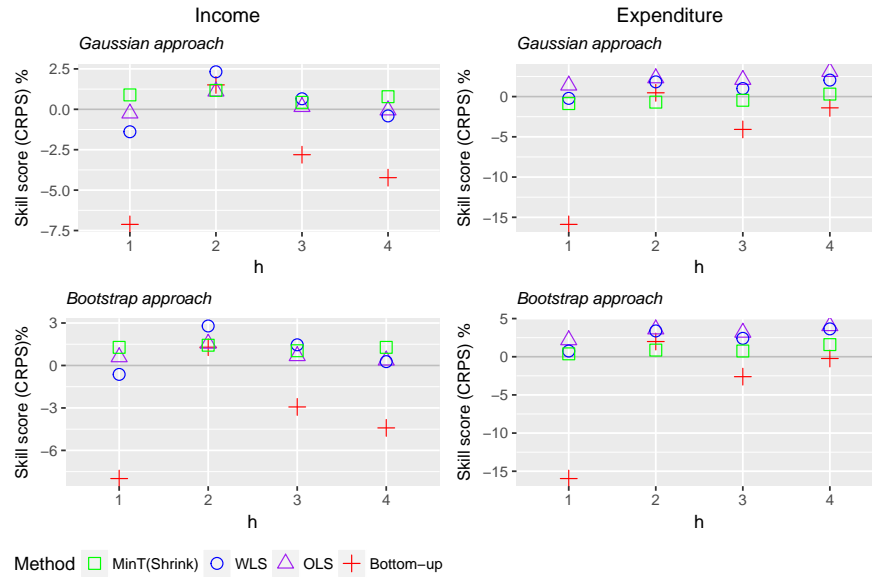 Income
Gaussian approach
Skill score (CRPS) %
2.5
0.0
−2.5
−5.0
−7.5
1 2 3 4
h
Expenditure
Gaussian approach
Skill score (CRPS) %
0
−5
−10
−15
1 2 3 4
h
Bootstrap approach
Skill score (CRPS)%
3
0
−3
−6
1 2 3 4
h
Bootstrap approach
Skill score (CRPS) %
5
0
−5
−10
−15
1 2 3 4
h
Method MinT(Shrink) WLS OLS Bottom−up